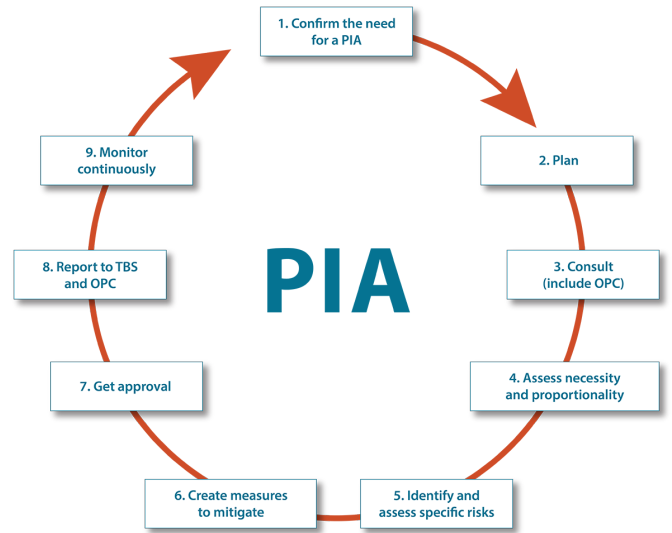 1. Confirm the need
for a PIA
2. Plan
3. Consult
(include OPC)
4. Assess necessity
and proportionality
5. Identify and
assess specific risks
6. Create measures
to mitigate
7. Get approval
8. Report to TBS
and OPC
9. Monitor
continuously
PIA